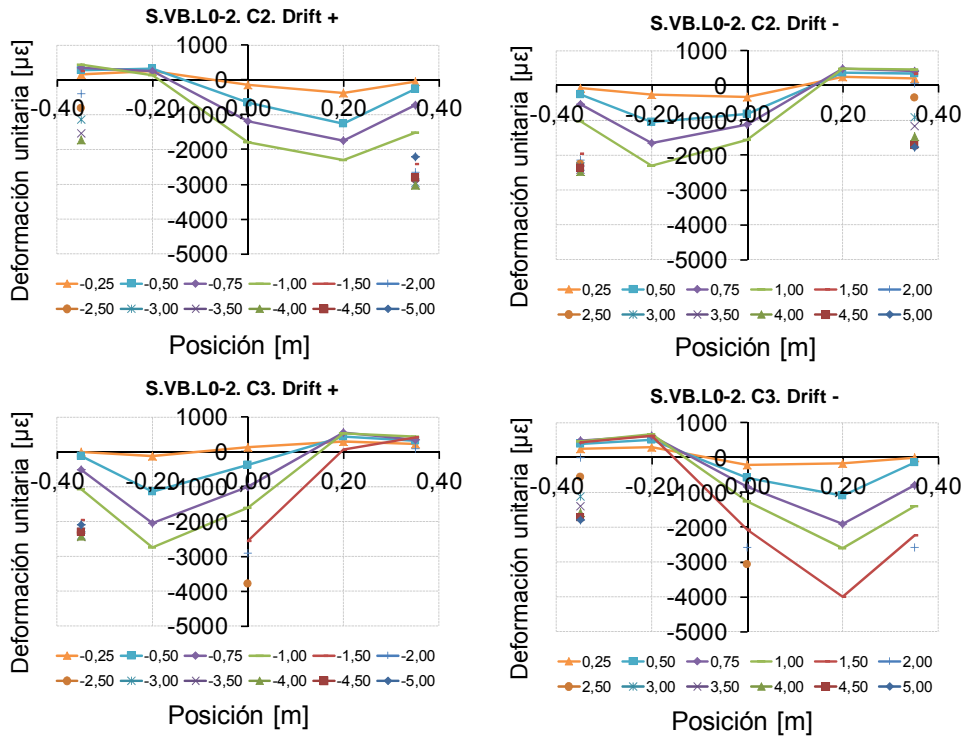 S.VB.L0-2. C2. Drift +
Deformación unitaria [µε]
1000
0
-1000
-2000
-3000
-4000
-5000
-0,40 -0,20 0,00 0,20 0,40
-0,25 -0,50 -0,75 -1,00 -1,50 -2,00
-2,50 -3,00 -3,50 -4,00 -4,50 -5,00
Posición [m]
S.VB.L0-2. C2. Drift -
Deformación unitaria [µε]
1000
0
-1000
-2000
-3000
-4000
-5000
-0,40 -0,20 0,00 0,20 0,40
0,25 0,50 0,75 1,00 1,50 2,00
2,50 3,00 3,50 4,00 4,50 5,00
Posición [m]
S.VB.L0-2. C3. Drift +
Deformación unitaria [µε]
1000
0
-1000
-2000
-3000
-4000
-5000
-0,40 -0,20 0,00 0,20 0,40
-0,25 -0,50 -0,75 -1,00 -1,50 -2,00
-2,50 -3,00 -3,50 -4,00 -4,50 -5,00
Posición [m]
S.VB.L0-2. C3. Drift -
Deformación unitaria [µε]
1000
0
-1000
-2000
-3000
-4000
-5000
-0,40 -0,20 0,00 0,20 0,40
0,25 0,50 0,75 1,00 1,50 2,00
2,50 3,00 3,50 4,00 4,50 5,00
Posición [m]